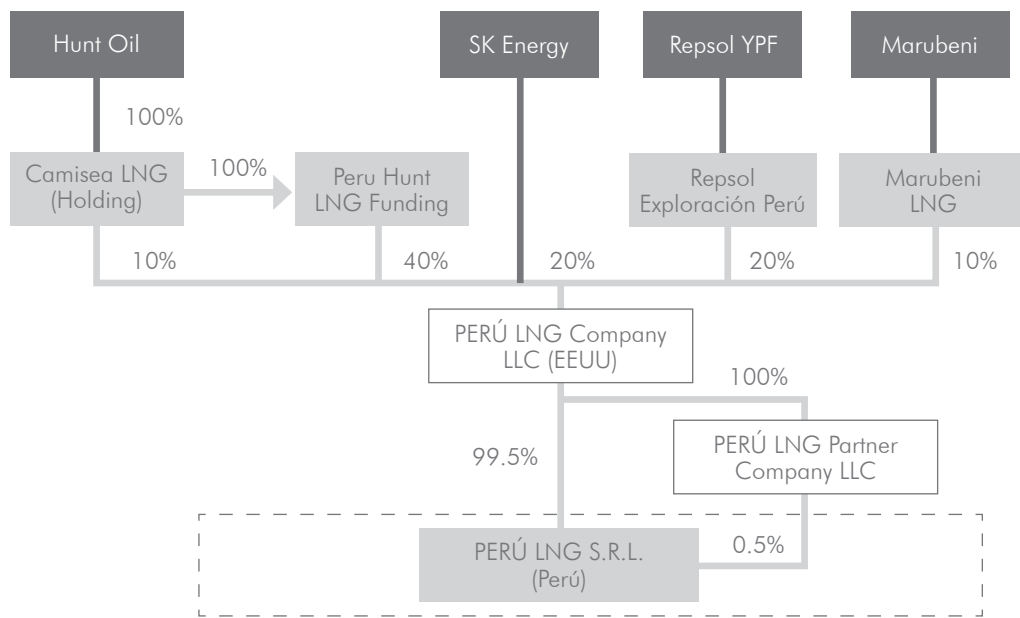 Hunt Oil
SK Energy
Repsol YPF
Marubeni
100%
Camisea LNG
(Holding)
100%
Peru Hunt
LNG Funding
Repsol
Exploración Perú
Marubeni
LNG
10%
40%
20%
20%
10%
PERÚ LNG Company
LLC (EEUU)
100%
99.5%
PERÚ LNG Partner
Company LLC
PERÚ LNG S.R.L.
(Perú)
0.5%